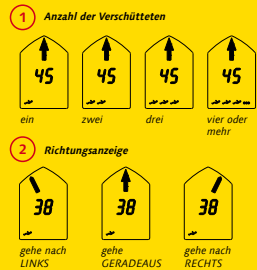 1 Anzahl der Verschütteten
45 45 45 45
ein zwei drei vier oder
mehr
2 Richtungsanzeige
38 38 38
gehe nach gehe gehe nach
LINKS GERADEAUS RECHTS